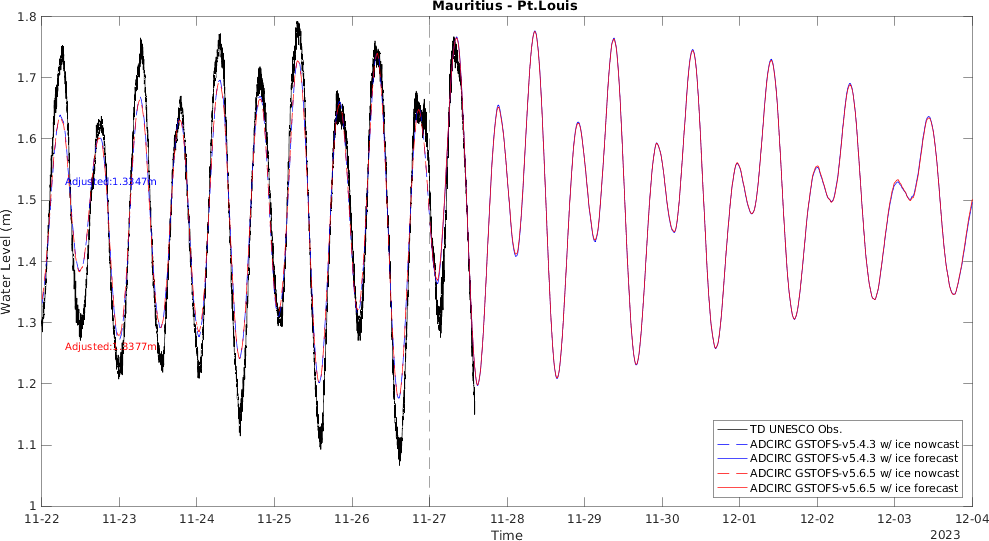 Mauritius - Pt.Louis
1.8
1.7
1.6
1.5
1.4
1.3
1.2
1.1
1
Water Level (m)
Adjusted:1.3347m
Adjusted:1.3377m
TD UNESCO Obs.
ADCIRC GSTOFS-v5.4.3 w/ ice nowcast
ADCIRC GSTOFS-v5.4.3 w/ ice forecast
ADCIRC GSTOFS-v5.6.5 w/ ice nowcast
ADCIRC GSTOFS-v5.6.5 w/ ice forecast
11-22 11-23 11-24 11-25 11-26 11-27 11-28 11-29 11-30 12-01 12-02 12-03 12-04
Time
2023